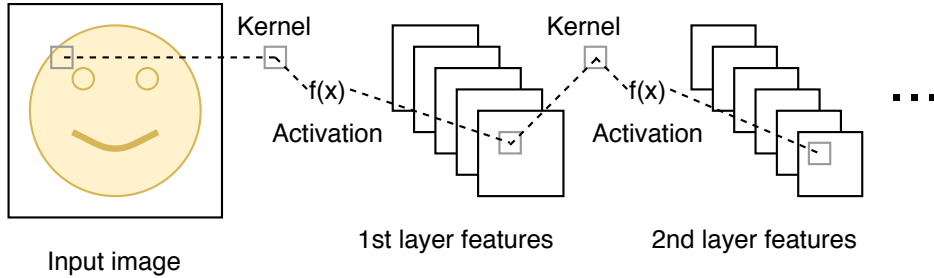 Kernel
Kernel
f(x)
f(x)
Activation
Activation
1st layer features
2nd layer features
Input image